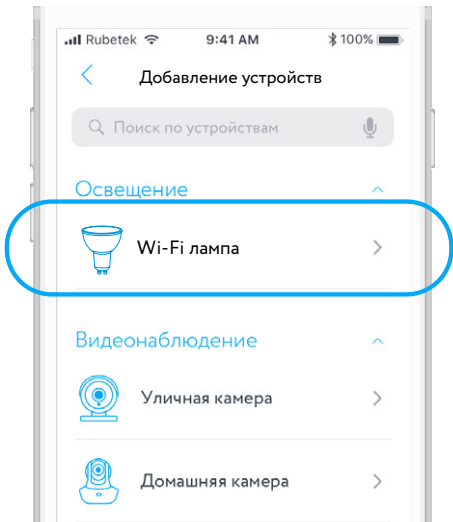 Rubetek 9:41 AM 100%
Добавление устройств
Поиск по устройствам
Освещение
Wi-Fi лампа
Видеонаблюдение
Уличная камера
Домашняя камера